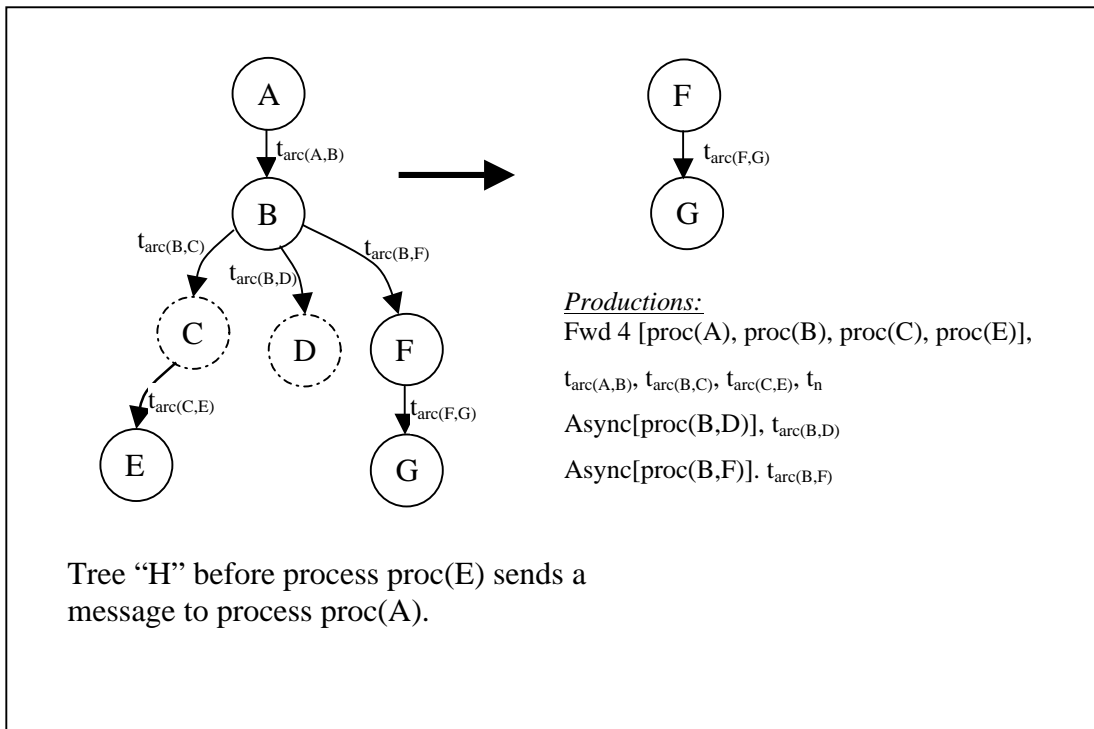 A
t_arc(A,B)
B
t_arc(B,C)
t_arc(B,D)
t_arc(B,F)
C
D
F
t_arc(C,E)
t_arc(F,G)
E
G
F
t_arc(F,G)
G
Productions:
Fwd 4 [proc(A), proc(B), proc(C), proc(E)],
t_arc(A,B), t_arc(B,C), t_arc(C,E), t_n
Async[proc(B,D)], t_arc(B,D)
Async[proc(B,F)]. t_arc(B,F)
Tree “H” before process proc(E) sends a
message to process proc(A).